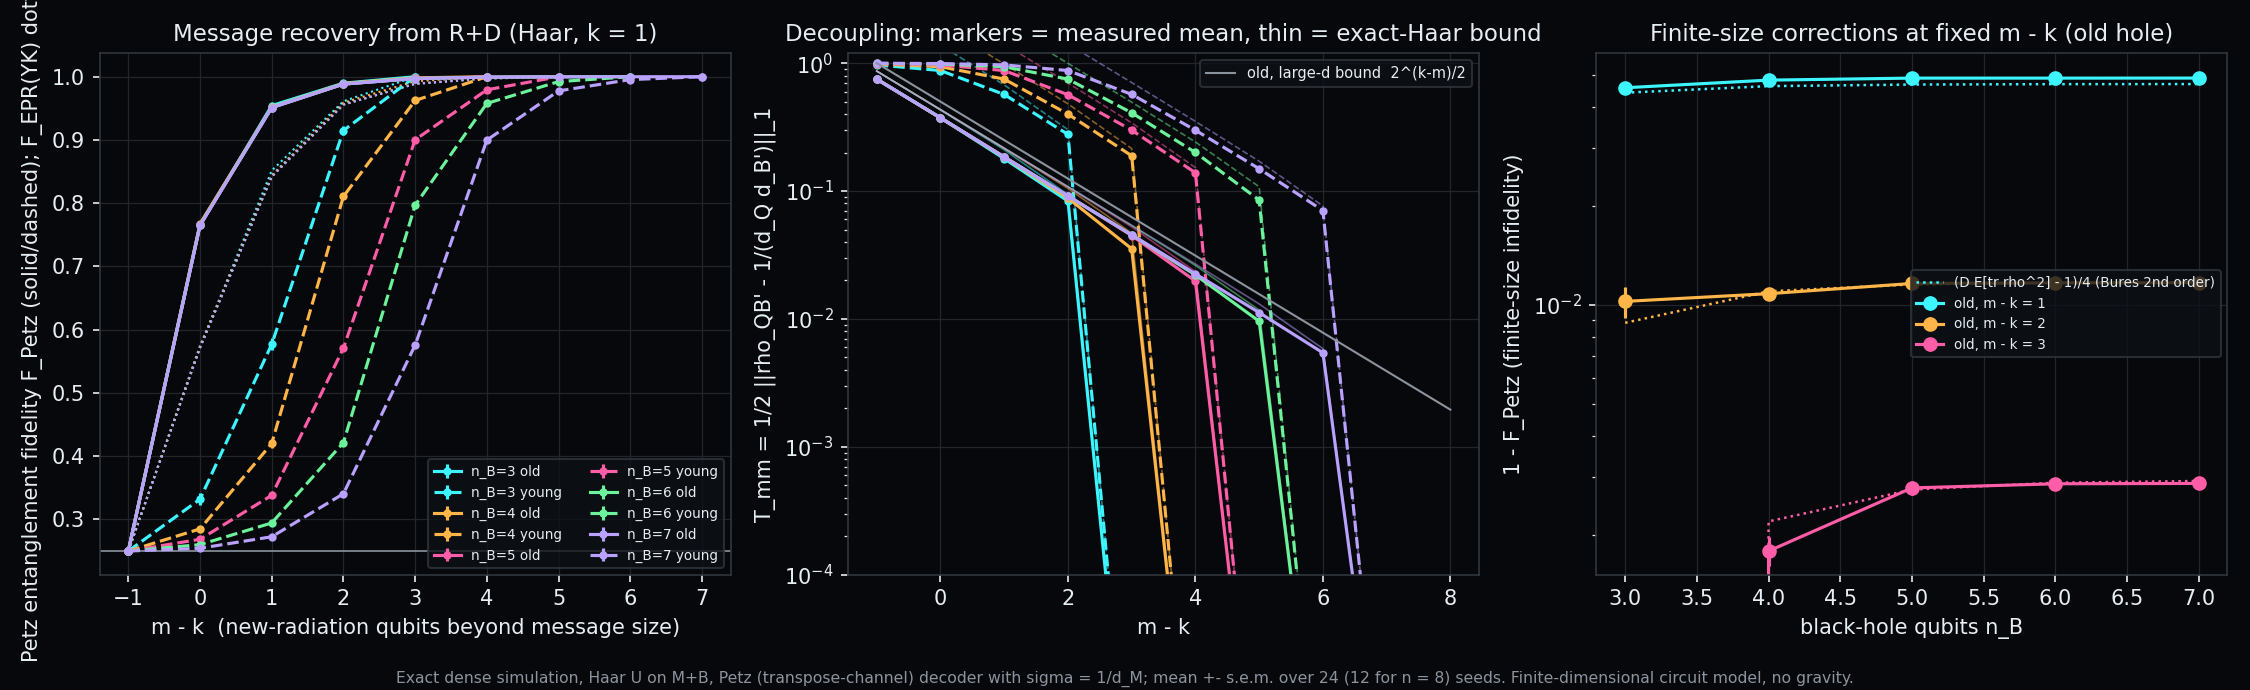 Message recovery from R+D (Haar, k = 1)
Petz entanglement fidelity F_Petz (solid/dashed); F_EPR(YK) dot
1.0
0.9
0.8
0.7
0.6
0.5
0.4
0.3
n_B=3 old
n_B=3 young
n_B=4 old
n_B=4 young
n_B=5 old
n_B=5 young
n_B=6 old
n_B=6 young
n_B=7 old
n_B=7 young
−1 0 1 2 3 4 5 6 7
m - k (new-radiation qubits beyond message size)
Decoupling: markers = measured mean, thin = exact-Haar bound
T_mm = 1/2 ||rho_QB' - 1/(d_Q d_B')||_1
old, large-d bound 2^(k-m)/2
10⁰
10⁻¹
10⁻²
10⁻³
10⁻⁴
0 2 4 6 8
m - k
Finite-size corrections at fixed m - k (old hole)
1 - F_Petz (finite-size infidelity)
10⁻²
(D E[tr rho^2] - 1)/4 (Bures 2nd order)
old, m - k = 1
old, m - k = 2
old, m - k = 3
3.0 3.5 4.0 4.5 5.0 5.5 6.0 6.5 7.0
black-hole qubits n_B
Exact dense simulation, Haar U on M+B, Petz (transpose-channel) decoder with sigma = 1/d_M; mean +- s.e.m. over 24 (12 for n = 8) seeds. Finite-dimensional circuit model, no gravity.